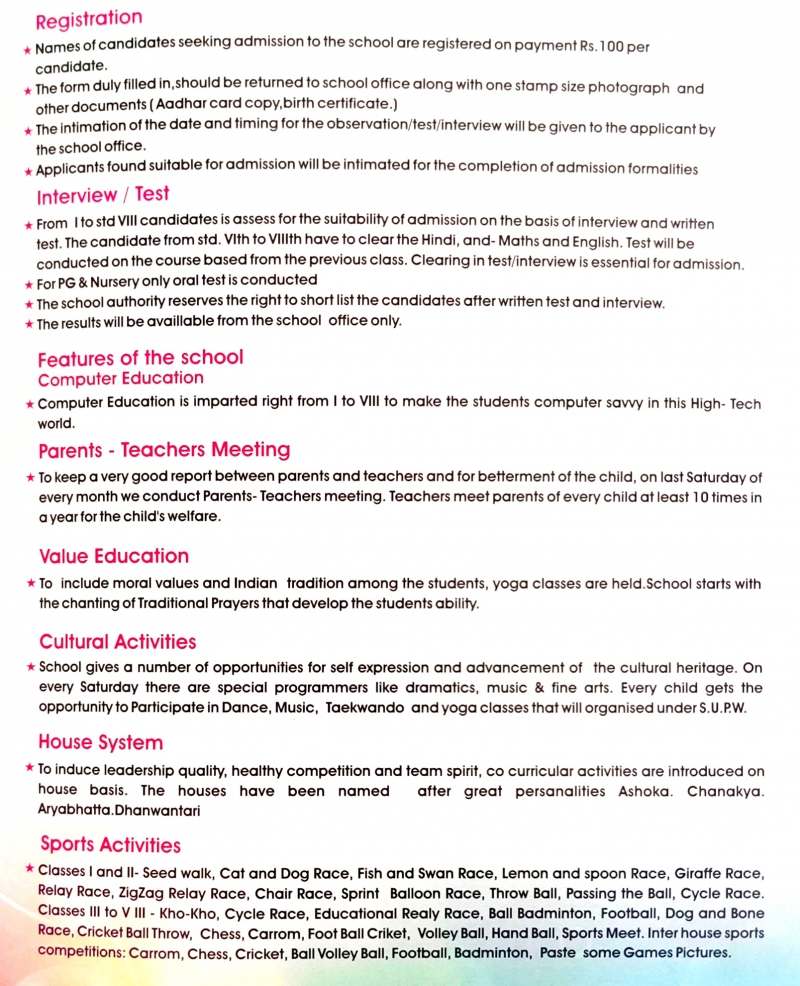 Registration
★ Names of candidates seeking admission to the school are registered on payment Rs.100 per
candidate.
★ The form duly filled in,should be returned to school office along with one stamp size photograph and
other documents ( Aadhar card copy,birth certificate.)
★ The intimation of the date and timing for the observation/test/interview will be given to the applicant by
the school office.
★ Applicants found suitable for admission will be intimated for the completion of admission formalities
Interview / Test
★ From I to std VIII candidates is assess for the suitability of admission on the basis of interview and written
test. The candidate from std. VIth to VIIIth have to clear the Hindi, and- Maths and English. Test will be
conducted on the course based from the previous class. Clearing in test/interview is essential for admission.
★ For PG & Nursery only oral test is conducted
★ The school authority reserves the right to short list the candidates after written test and interview.
★ The results will be availlable from the school office only.
Features of the school
Computer Education
★ Computer Education is imparted right from I to VIII to make the students computer savvy in this High- Tech
world.
Parents - Teachers Meeting
★ To keep a very good report between parents and teachers and for betterment of the child, on last Saturday of
every month we conduct Parents- Teachers meeting. Teachers meet parents of every child at least 10 times in
a year for the child's welfare.
Value Education
★ To include moral values and Indian tradition among the students, yoga classes are held.School starts with
the chanting of Traditional Prayers that develop the students ability.
Cultural Activities
★ School gives a number of opportunities for self expression and advancement of the cultural heritage. On
every Saturday there are special programmers like dramatics, music & fine arts. Every child gets the
opportunity to Participate in Dance, Music, Taekwando and yoga classes that will organised under S.U.P.W.
House System
★ To induce leadership quality, healthy competition and team spirit, co curricular activities are introduced on
house basis. The houses have been named after great persanalities Ashoka. Chanakya.
Aryabhatta.Dhanwantari
Sports Activities
★ Classes I and II- Seed walk, Cat and Dog Race, Fish and Swan Race, Lemon and spoon Race, Giraffe Race,
Relay Race, ZigZag Relay Race, Chair Race, Sprint Balloon Race, Throw Ball, Passing the Ball, Cycle Race.
Classes III to V III - Kho-Kho, Cycle Race, Educational Realy Race, Ball Badminton, Football, Dog and Bone
Race, Cricket Ball Throw, Chess, Carrom, Foot Ball Criket, Volley Ball, Hand Ball, Sports Meet. Inter house sports
competitions: Carrom, Chess, Cricket, Ball Volley Ball, Football, Badminton, Paste some Games Pictures.